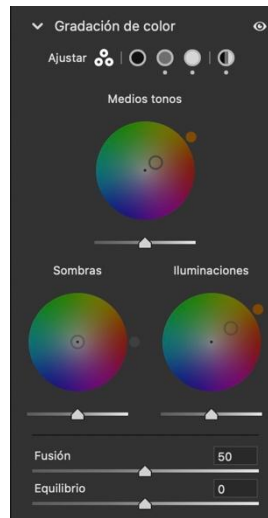 Gradación de color
Ajustar
Medios tonos
Sombras
Iluminaciones
Fusión 50
Equilibrio 0